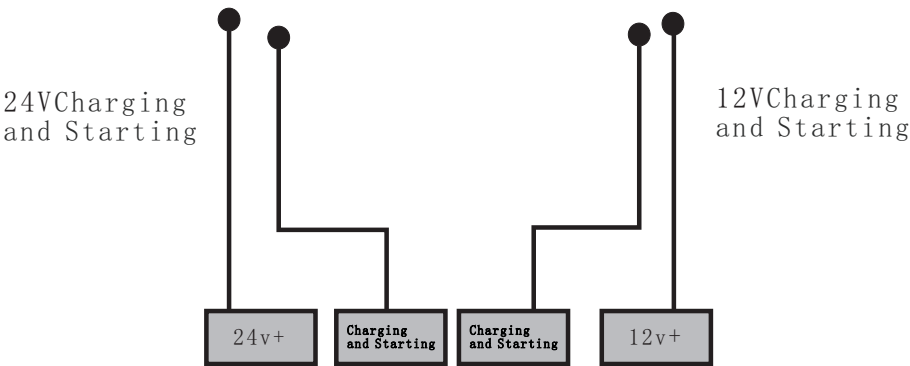 24VCharging
and Starting
12VCharging
and Starting
24v+
Charging
and Starting
Charging
and Starting
12v+